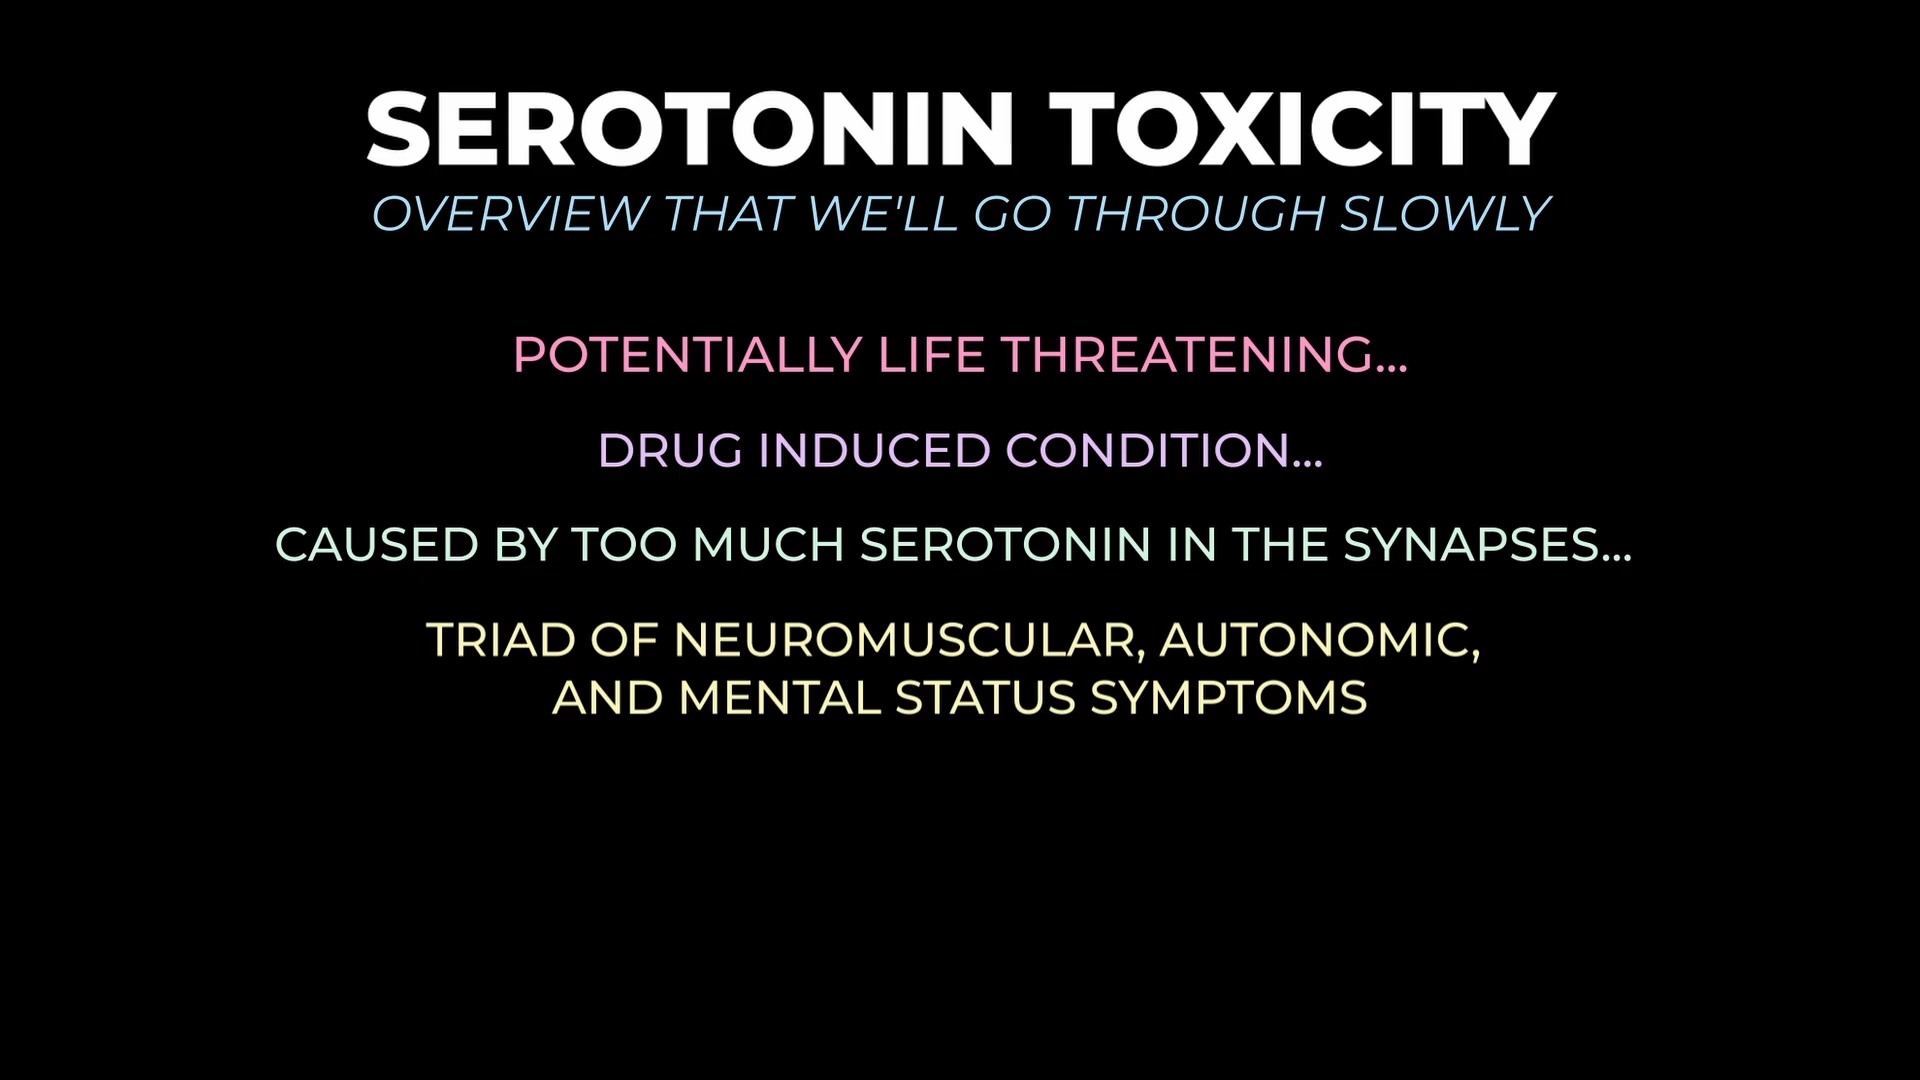 SEROTONIN TOXICITY
OVERVIEW THAT WE'LL GO THROUGH SLOWLY
POTENTIALLY LIFE THREATENING...
DRUG INDUCED CONDITION...
CAUSED BY TOO MUCH SEROTONIN IN THE SYNAPSES...
TRIAD OF NEUROMUSCULAR, AUTONOMIC,
AND MENTAL STATUS SYMPTOMS